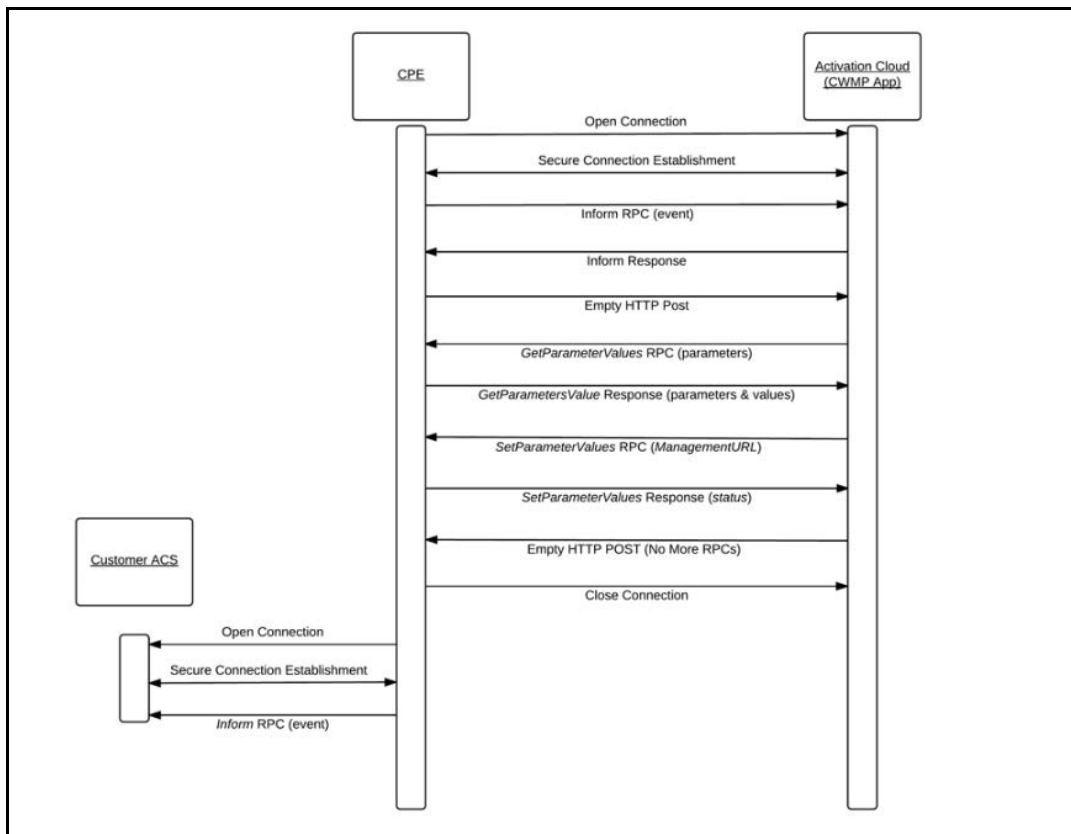 CPE
Activation Cloud
(CWMP App)
Open Connection
Secure Connection Establishment
Inform RPC (event)
Inform Response
Empty HTTP Post
GetParameterValues RPC (parameters)
GetParametersValue Response (parameters & values)
SetParameterValues RPC (ManagementURL)
SetParameterValues Response (status)
Empty HTTP POST (No More RPCs)
Customer ACS
Close Connection
Open Connection
Secure Connection Establishment
Inform RPC (event)